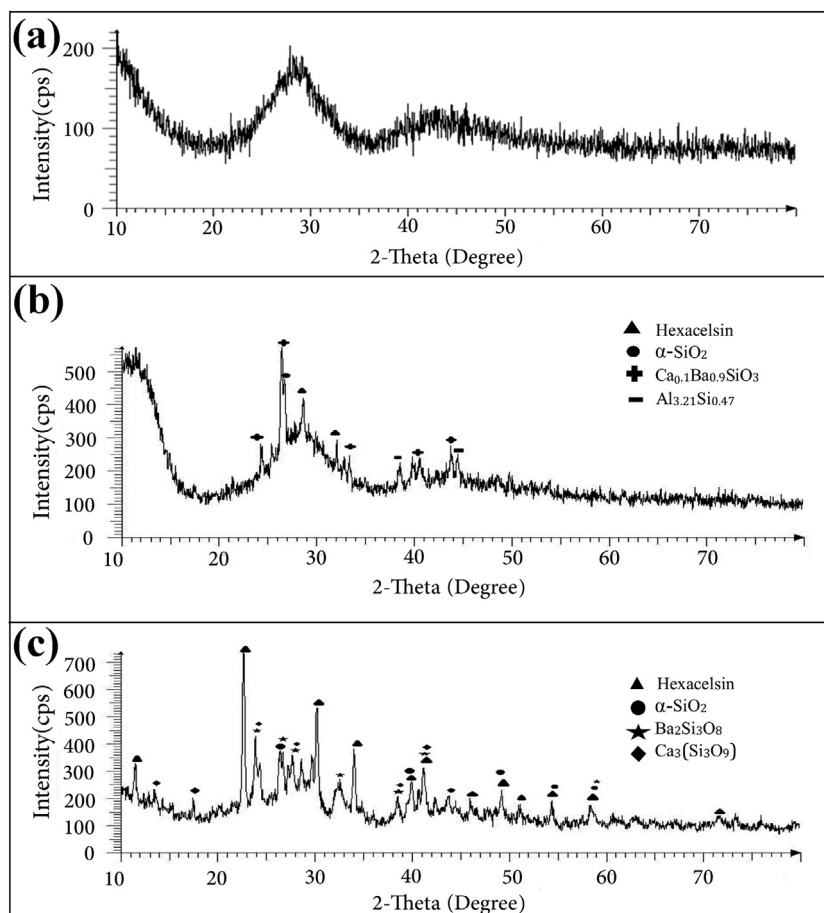 (a)
200
100
0
Intensity(cps)
10 20 30 40 50 60 70
2-Theta (Degree)
(b)
500
400
300
200
100
0
Intensity (cps)
Hexacelsin
α-SiO₂
Ca₀.₁Ba₀.₉SiO₃
Al₃.₂₁Si₀.₄₇
10 20 30 40 50 60 70
2-Theta (Degree)
(c)
700
600
500
400
300
200
100
0
Intensity(cps)
Hexacelsin
α-SiO₂
Ba₂Si₃O₈
Ca₃(Si₃O₉)
10 20 30 40 50 60 70
2-Theta (Degree)